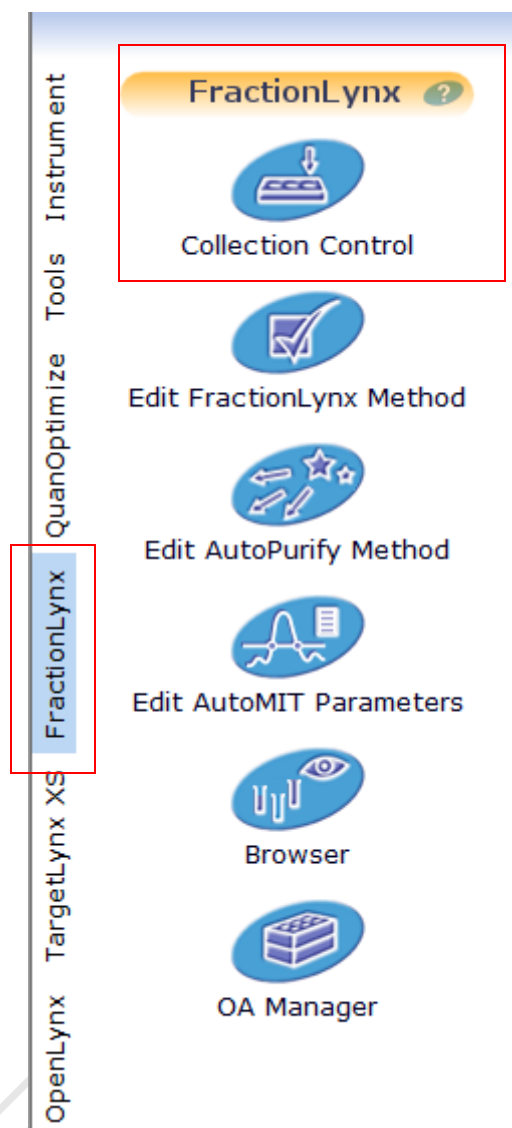 Instrument
Tools
QuanOptimize
FractionLynx
TargetLynx XS
OpenLynx
FractionLynx ?
Collection Control
Edit FractionLynx Method
Edit AutoPurify Method
Edit AutoMIT Parameters
Browser
OA Manager